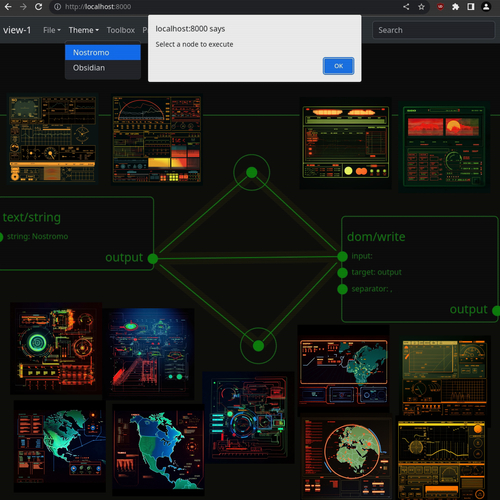 http://localhost:8000
view-1
File
Theme
Toolbox
Search
Nostromo
Obsidian
localhost:8000 says
Select a node to execute
OK
text/string
string: Nostromo
output
dom/write
input:
target: output
separator: ,
output